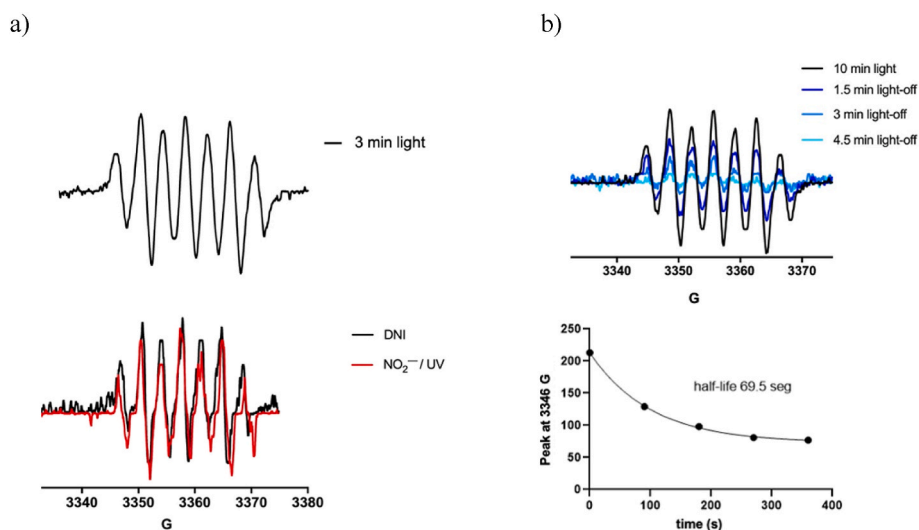 a)
3 min light
DNI
NO₂⁻⁻/ UV
3340 3350 3360 3370 3380
G
b)
10 min light
1.5 min light-off
3 min light-off
4.5 min light-off
3340 3350 3360 3370
G
250
200
150
100
50
0
Peak at 3346 G
half-life 69.5 seg
0 100 200 300 400
time (s)